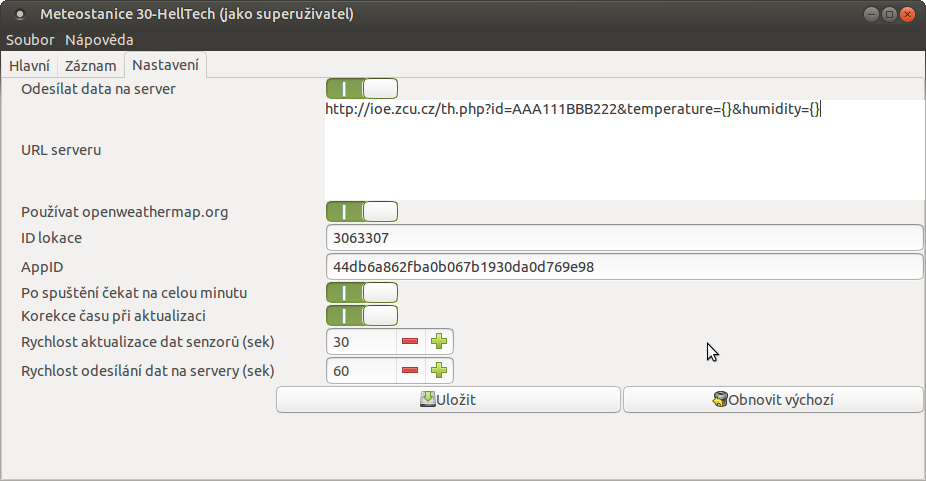 Meteostanice 30-HellTech (jako superuživatel)
Soubor Nápověda
Hlavní Záznam Nastavení
Odesílat data na server
http://ioe.zcu.cz/th.php?id=AAA111BBB222&temperature={}&humidity={}
URL serveru
Používat openweathermap.org
ID lokace 3063307
AppID 44db6a862fba0b067b1930da0d769e98
Po spuštění čekat na celou minutu
Korekce času při aktualizaci
Rychlost aktualizace dat senzorů (sek) 30
Rychlost odesílání dat na servery (sek) 60
Uložit Obnovit výchozí